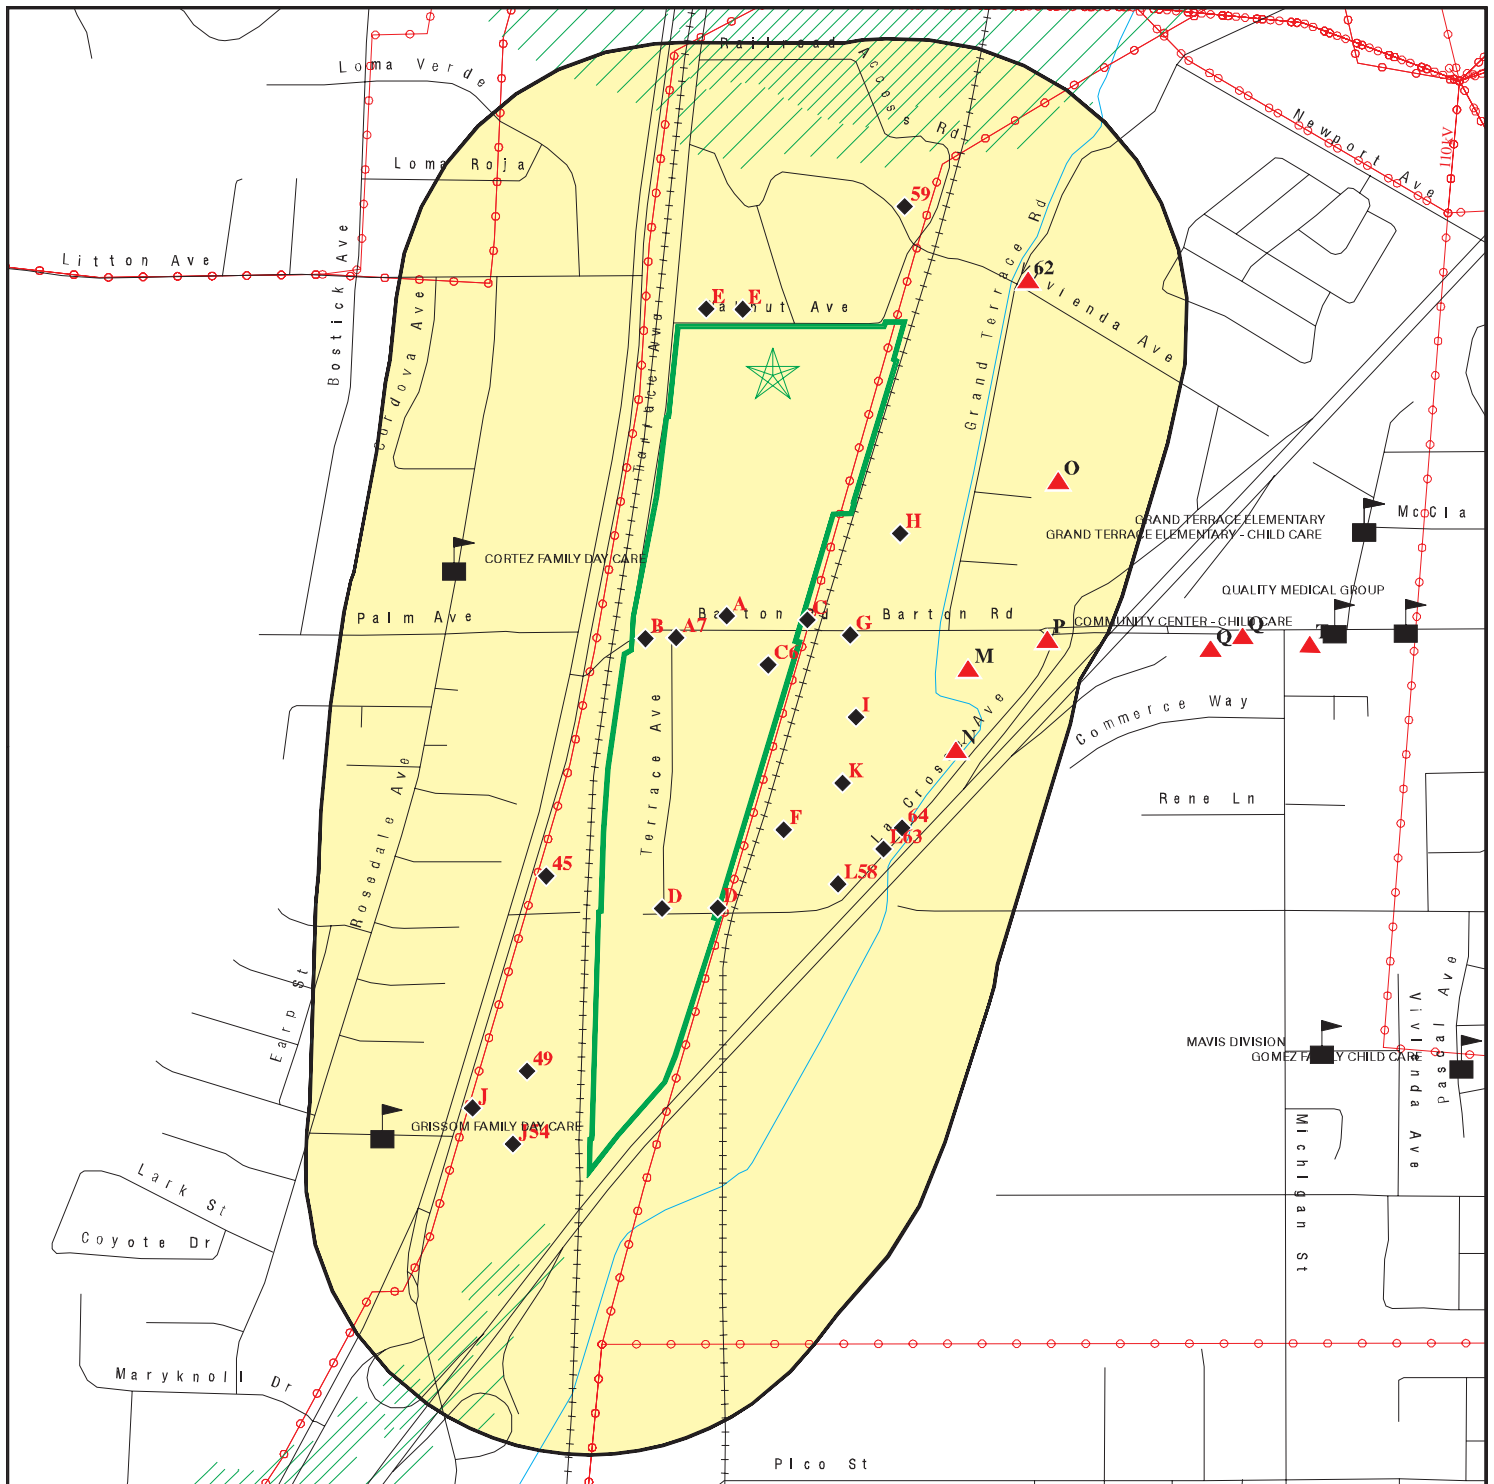 Railroad
Access Rd
Loma Verde
Newport Ave
110 kV
Loma Roja
59
Grand Terrace Rd
Bostick Ave
Litton Ave
62
Vivienda Ave
E
E
Walnut Ave
Cordova Ave
Terrace Ave
O
McCla
GRAND TERRACE ELEMENTARY
GRAND TERRACE ELEMENTARY - CHILD CARE
H
CORTEZ FAMILY DAY CARE
QUALITY MEDICAL GROUP
Palm Ave
A
Barton Rd
C
Barton Rd
COMMUNITY CENTER - CHILD CARE
B
A7
G
P
Q
Q
C6
M
I
Commerce Way
N
La Cross Ave
Terrace Ave
K
Rene Ln
F
64
L63
Rosedale Ave
45
L58
D
D
Earp St
Pascal Ave
Vivienda Ave
MAVIS DIVISION
GOMEZ FAMILY CHILD CARE
49
J
GRISSOM FAMILY DAY CARE
J54
Michigan St
Lark St
Coyote Dr
Maryknoll Dr
Pico St